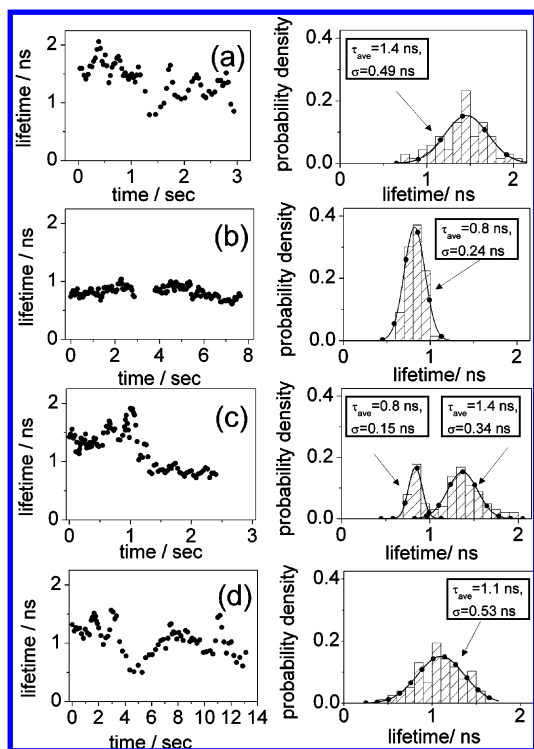 (a)
lifetime / ns
2
1
0
0 1 2 3
time / sec
probability density
0.4
0.2
0.0
0 1 2
lifetime/ ns
τave=1.4 ns,
σ=0.49 ns
(b)
lifetime / ns
2
1
0
0 2 4 6 8
time / sec
probability density
0.4
0.2
0.0
0 1 2
lifetime/ ns
τave=0.8 ns,
σ=0.24 ns
(c)
lifetime / ns
2
1
0
0 1 2 3
time / sec
probability density
0.4
0.2
0.0
0 1 2
lifetime/ ns
τave=0.8 ns,
σ=0.15 ns
τave=1.4 ns,
σ=0.34 ns
(d)
lifetime / ns
2
1
0
0 2 4 6 8 10 12 14
time / sec
probability density
0.4
0.2
0.0
0 1 2
lifetime/ ns
τave=1.1 ns,
σ=0.53 ns